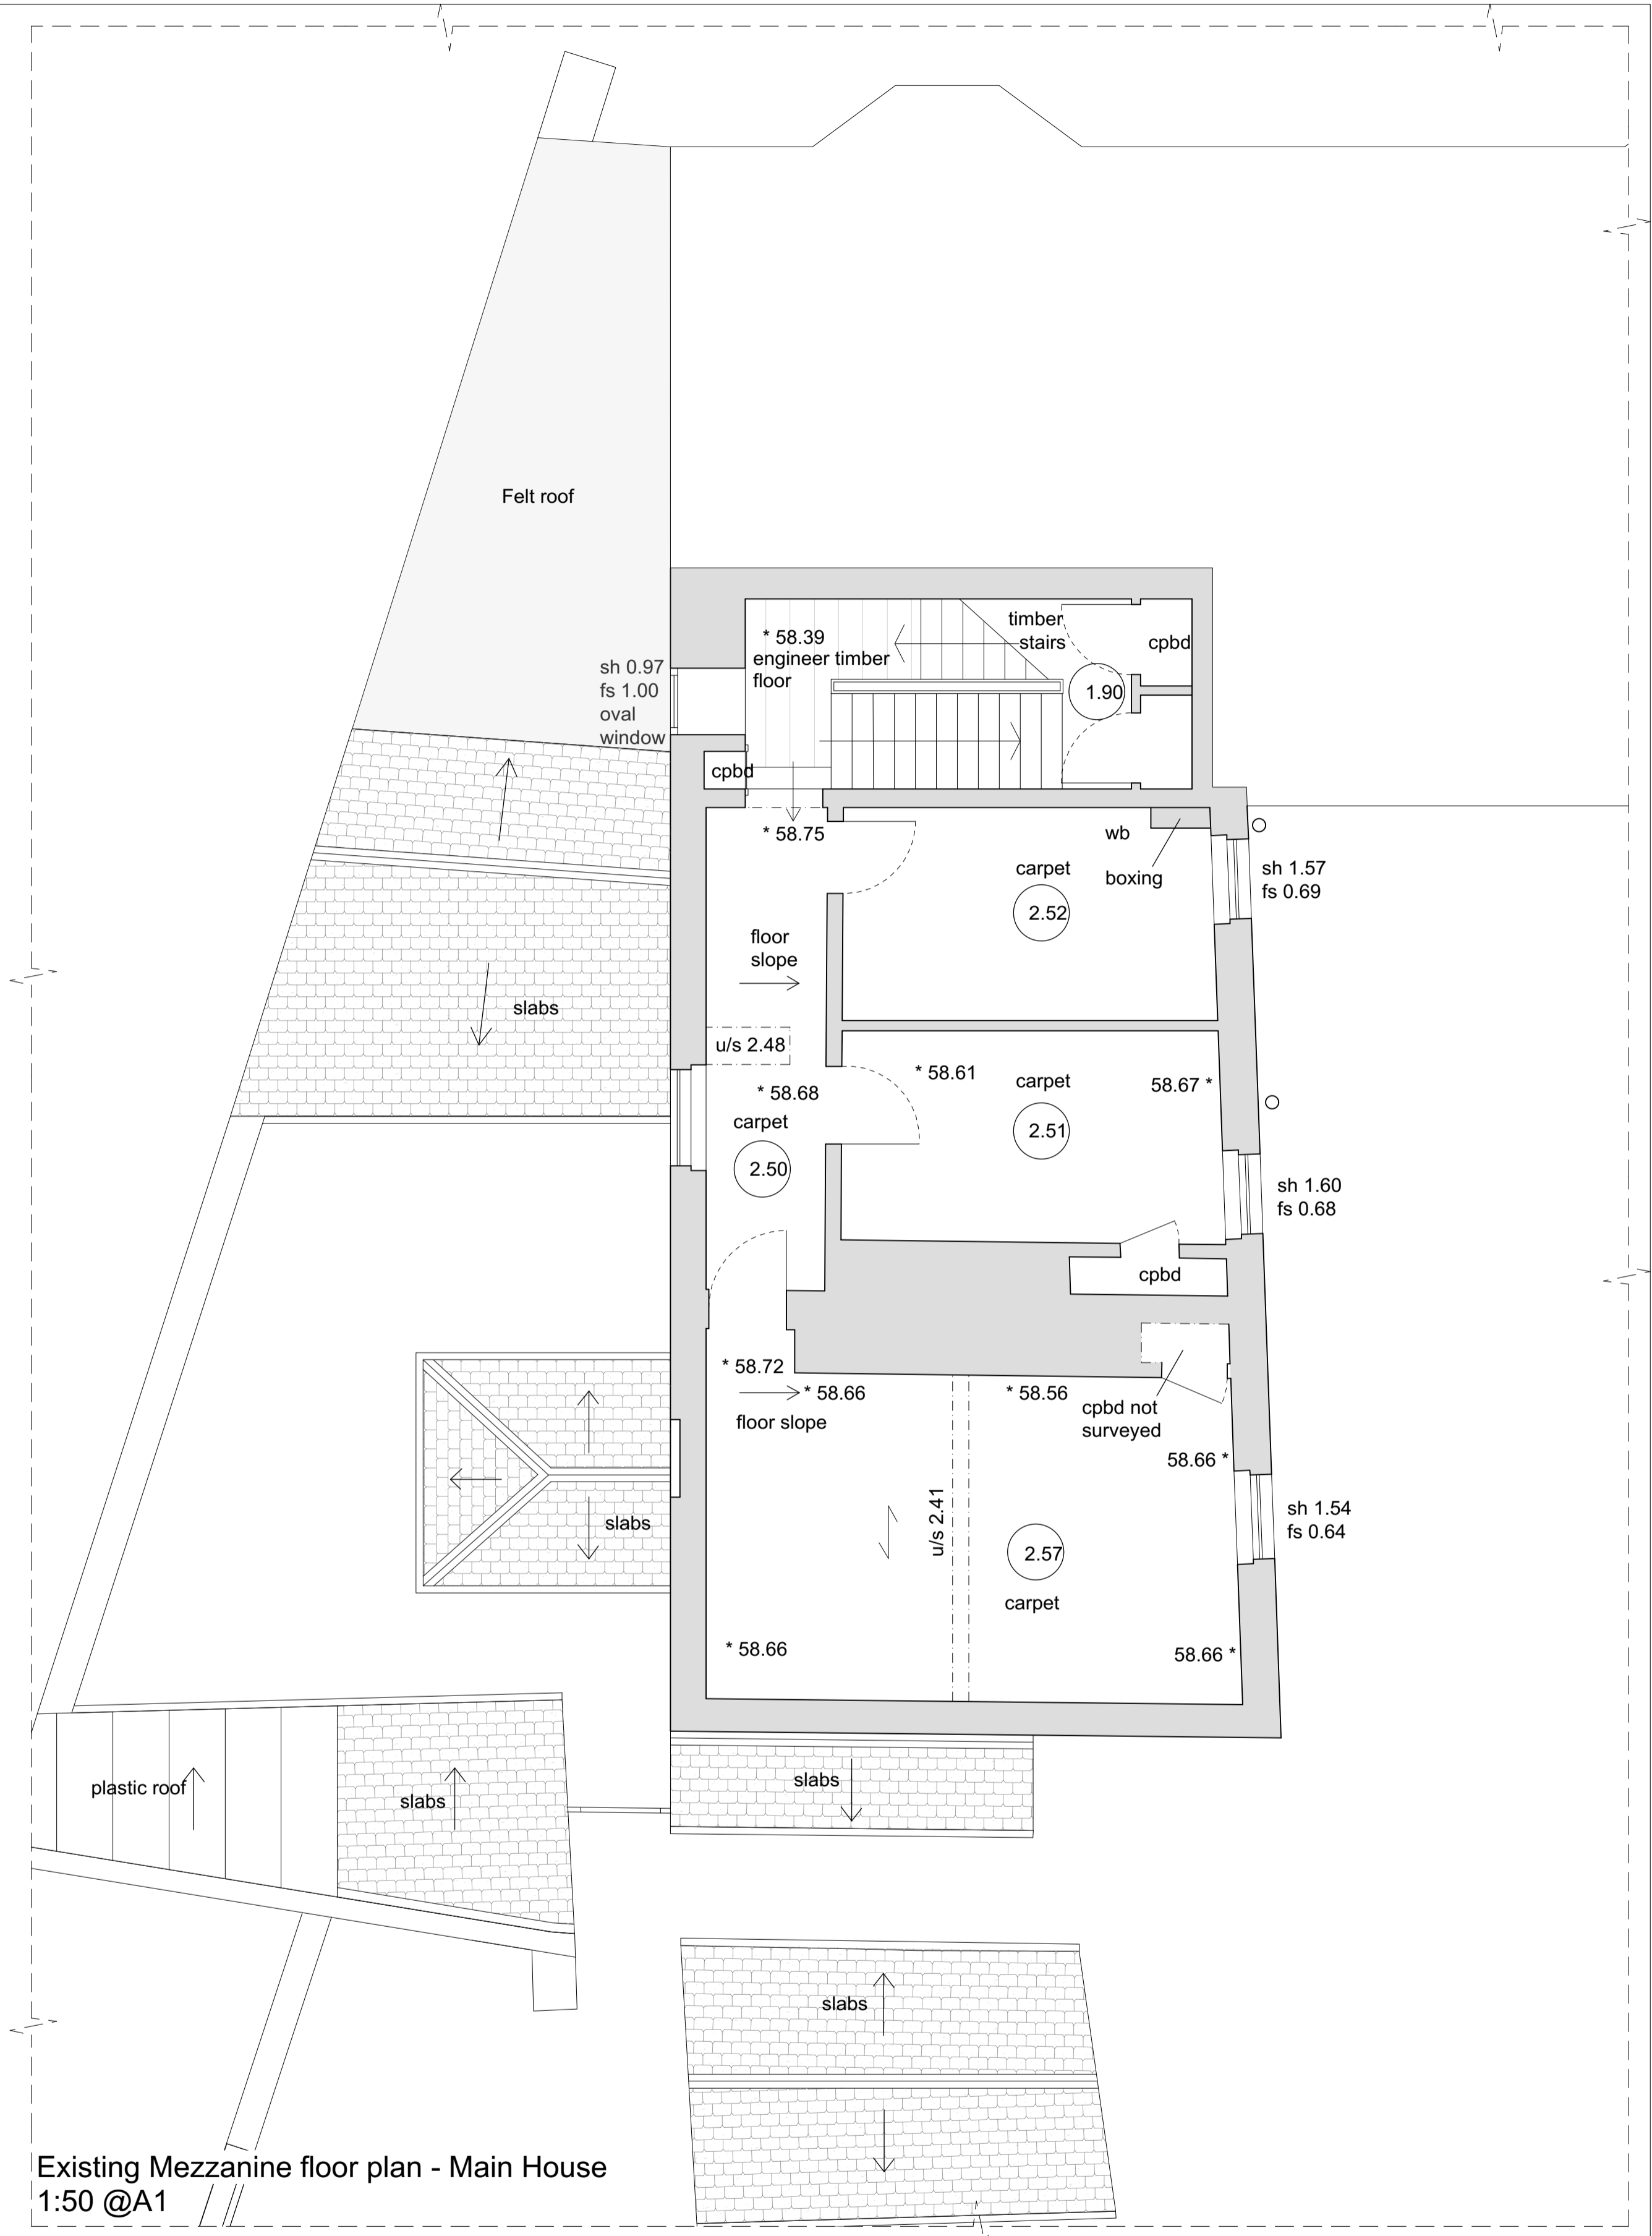 Felt roof
timber
stairs
cpbd
* 58.39
engineer timber
floor
sh 0.97
fs 1.00
oval
window
1.90
cpbd
* 58.75
wb
carpet
boxing
2.52
sh 1.57
fs 0.69
floor
slope
slabs
u/s 2.48
* 58.68
carpet
2.50
* 58.61
carpet
58.67 *
2.51
sh 1.60
fs 0.68
cpbd
* 58.72
* 58.66
floor slope
* 58.56
cpbd not
surveyed
58.66 *
slabs
u/s 2.41
2.57
carpet
sh 1.54
fs 0.64
* 58.66
58.66 *
plastic roof
slabs
slabs
slabs
Existing Mezzanine floor plan - Main House
1:50 @A1